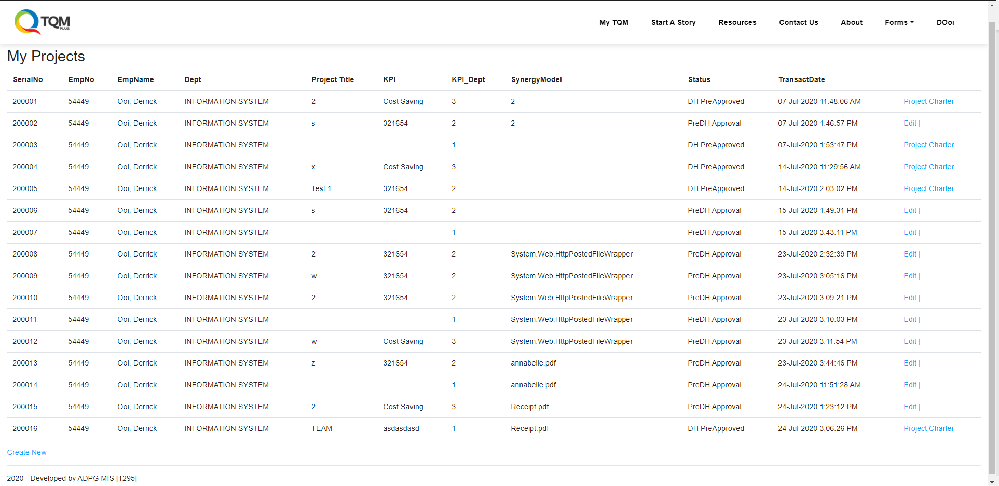 TQM
PLUS
My TQM Start A Story Resources Contact Us About Forms DOoi
My Projects
SerialNo EmpNo EmpName Dept Project Title KPI KPI_Dept SynergyModel Status TransactDate
200001 54449 Ooi, Derrick INFORMATION SYSTEM 2 Cost Saving 3 2 DH PreApproved 07-Jul-2020 11:48:06 AM Project Charter
200002 54449 Ooi, Derrick INFORMATION SYSTEM s 321654 2 2 PreDH Approval 07-Jul-2020 1:46:57 PM Edit |
200003 54449 Ooi, Derrick INFORMATION SYSTEM 1 DH PreApproved 07-Jul-2020 1:53:47 PM Project Charter
200004 54449 Ooi, Derrick INFORMATION SYSTEM x Cost Saving 3 DH PreApproved 14-Jul-2020 11:29:56 AM Project Charter
200005 54449 Ooi, Derrick INFORMATION SYSTEM Test 1 321654 2 DH PreApproved 14-Jul-2020 2:03:02 PM Project Charter
200006 54449 Ooi, Derrick INFORMATION SYSTEM s 321654 2 PreDH Approval 15-Jul-2020 1:49:31 PM Edit |
200007 54449 Ooi, Derrick INFORMATION SYSTEM 1 PreDH Approval 15-Jul-2020 3:43:11 PM Edit |
200008 54449 Ooi, Derrick INFORMATION SYSTEM 2 321654 2 System.Web.HttpPostedFileWrapper PreDH Approval 23-Jul-2020 2:32:39 PM Edit |
200009 54449 Ooi, Derrick INFORMATION SYSTEM w 321654 2 System.Web.HttpPostedFileWrapper PreDH Approval 23-Jul-2020 3:05:16 PM Edit |
200010 54449 Ooi, Derrick INFORMATION SYSTEM 2 321654 2 System.Web.HttpPostedFileWrapper PreDH Approval 23-Jul-2020 3:09:21 PM Edit |
200011 54449 Ooi, Derrick INFORMATION SYSTEM 1 System.Web.HttpPostedFileWrapper PreDH Approval 23-Jul-2020 3:10:03 PM Edit |
200012 54449 Ooi, Derrick INFORMATION SYSTEM w Cost Saving 3 System.Web.HttpPostedFileWrapper PreDH Approval 23-Jul-2020 3:11:54 PM Edit |
200013 54449 Ooi, Derrick INFORMATION SYSTEM z 321654 2 annabelle.pdf PreDH Approval 23-Jul-2020 3:44:46 PM Edit |
200014 54449 Ooi, Derrick INFORMATION SYSTEM 1 annabelle.pdf PreDH Approval 24-Jul-2020 11:51:28 AM Edit |
200015 54449 Ooi, Derrick INFORMATION SYSTEM 2 Cost Saving 3 Receipt.pdf PreDH Approval 24-Jul-2020 1:23:12 PM Edit |
200016 54449 Ooi, Derrick INFORMATION SYSTEM TEAM asdasdasd 1 Receipt.pdf DH PreApproved 24-Jul-2020 3:06:26 PM Project Charter
Create New
2020 - Developed by ADPG MIS [1295]